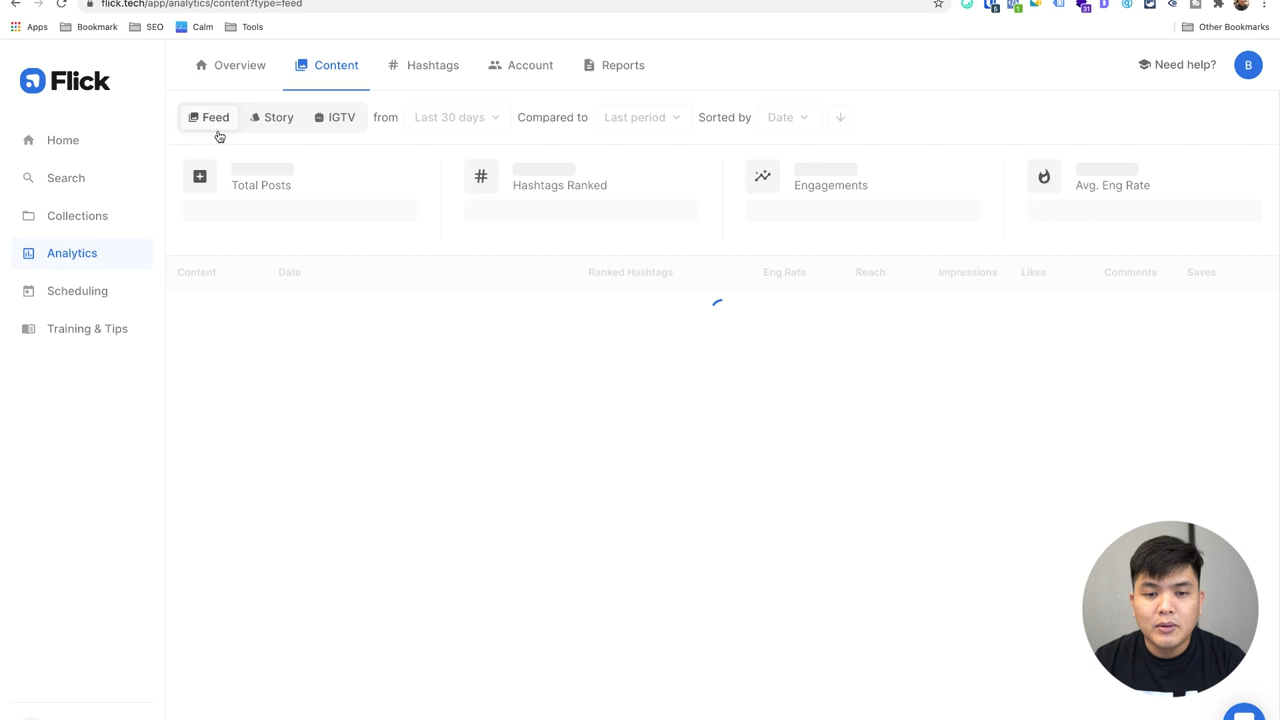 flick.tech/app/analytics/content?type=feed
Apps Bookmark SEO Calm Tools Other Bookmarks
5 1 31
Flick
Overview Content # Hashtags Account Reports Need help? B
Feed Story IGTV from Last 30 days Compared to Last period Sorted by Date
Home
Search
Collections
Analytics
Scheduling
Training & Tips
Total Posts
# Hashtags Ranked
Engagements
Avg. Eng Rate
Content Date Ranked Hashtags Eng Rate Reach Impressions Likes Comments Saves